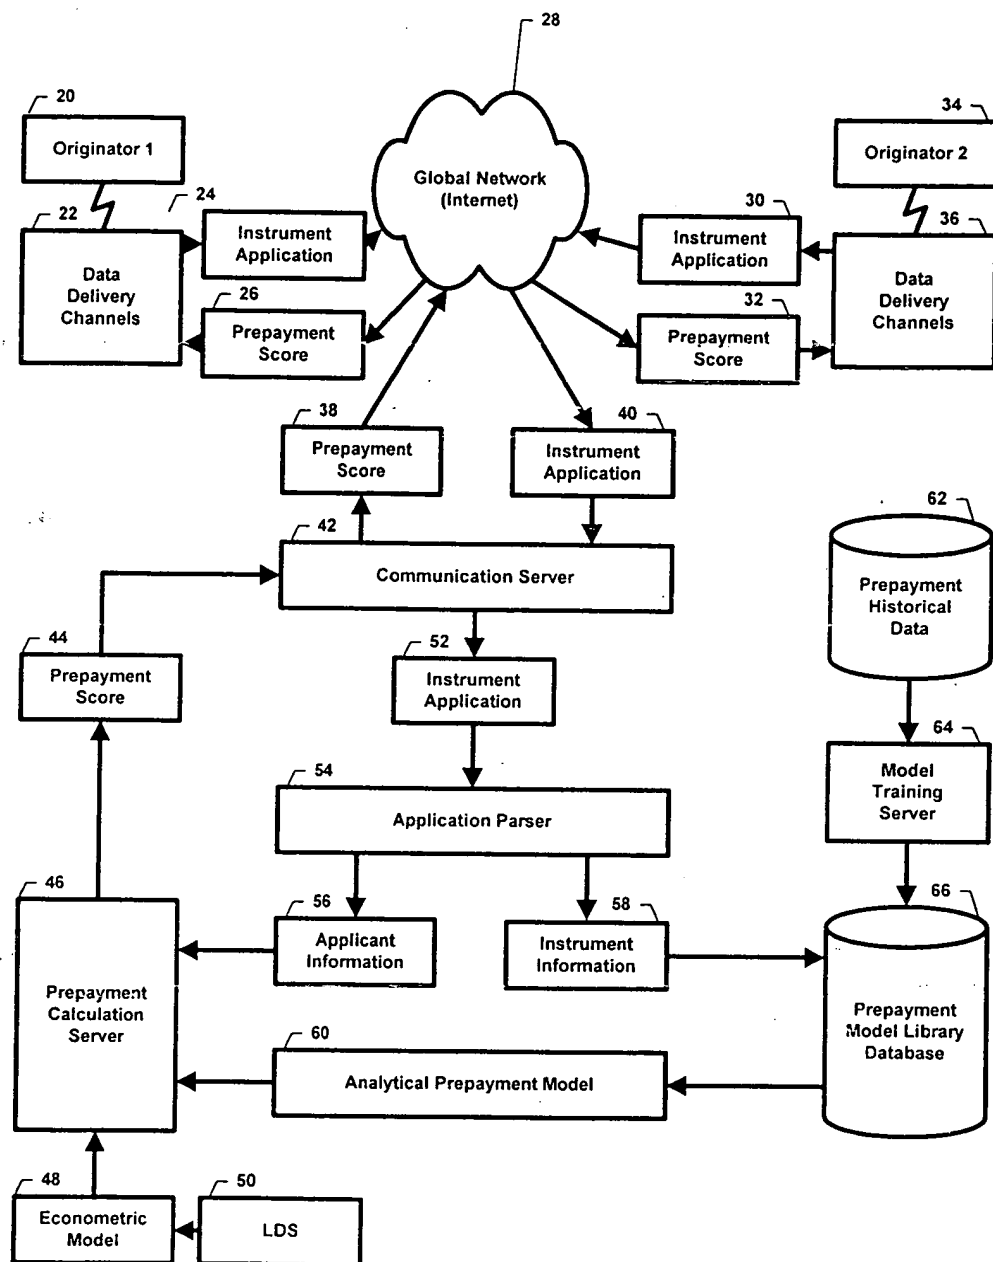 28
20
34
Originator 1
Originator 2
Global Network
(Internet)
24
22
30
36
Instrument
Application
Instrument
Application
Data
Delivery
Channels
Data
Delivery
Channels
26
32
Prepayment
Score
Prepayment
Score
38
40
Prepayment
Score
Instrument
Application
62
42
Communication Server
Prepayment
Historical
Data
44
52
Prepayment
Score
Instrument
Application
64
54
Model
Training
Server
Application Parser
46
56
58
66
Applicant
Information
Instrument
Information
Prepayment
Calculation
Server
Prepayment
Model Library
Database
60
Analytical Prepayment Model
48
50
Econometric
Model
LDS